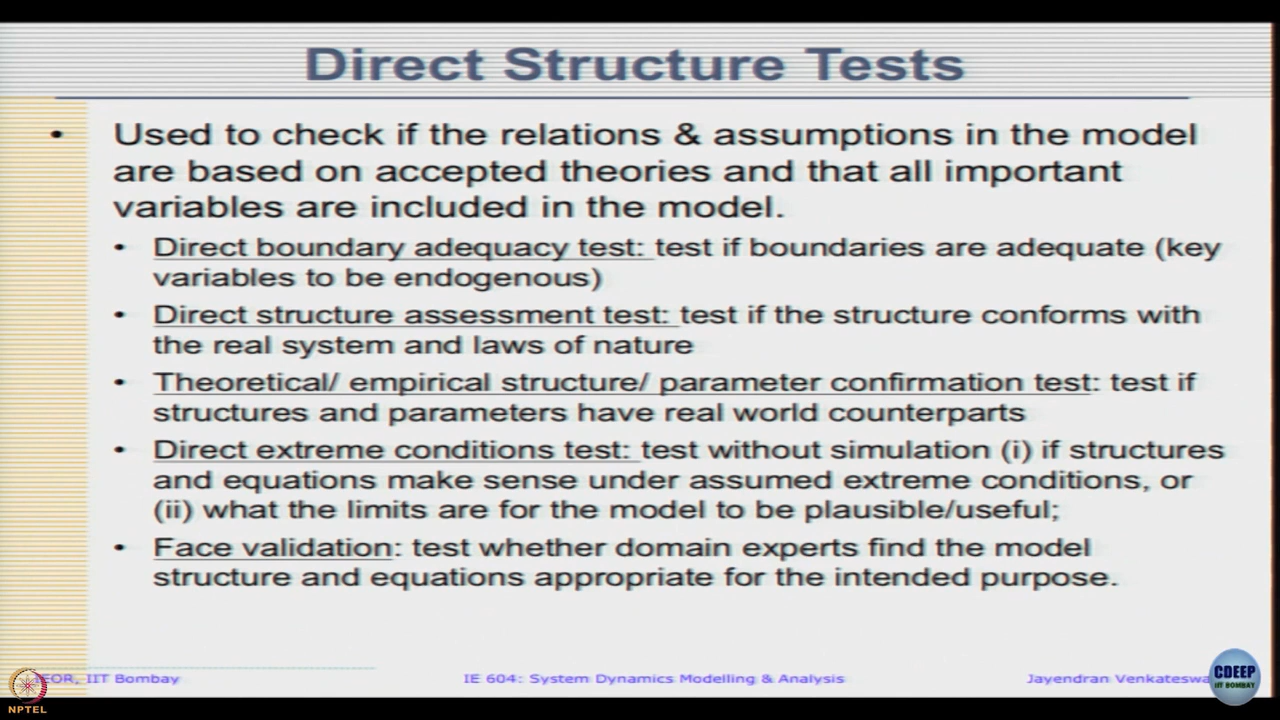 Direct Structure Tests
• Used to check if the relations & assumptions in the model
are based on accepted theories and that all important
variables are included in the model.
• Direct boundary adequacy test: test if boundaries are adequate (key
variables to be endogenous)
• Direct structure assessment test: test if the structure conforms with
the real system and laws of nature
• Theoretical/ empirical structure/ parameter confirmation test: test if
structures and parameters have real world counterparts
• Direct extreme conditions test: test without simulation (i) if structures
and equations make sense under assumed extreme conditions, or
(ii) what the limits are for the model to be plausible/useful;
• Face validation: test whether domain experts find the model
structure and equations appropriate for the intended purpose.
IEOR, IIT Bombay
IE 604: System Dynamics Modelling & Analysis
Jayendran
CDEEP
IIT BOMBAY
NPTEL